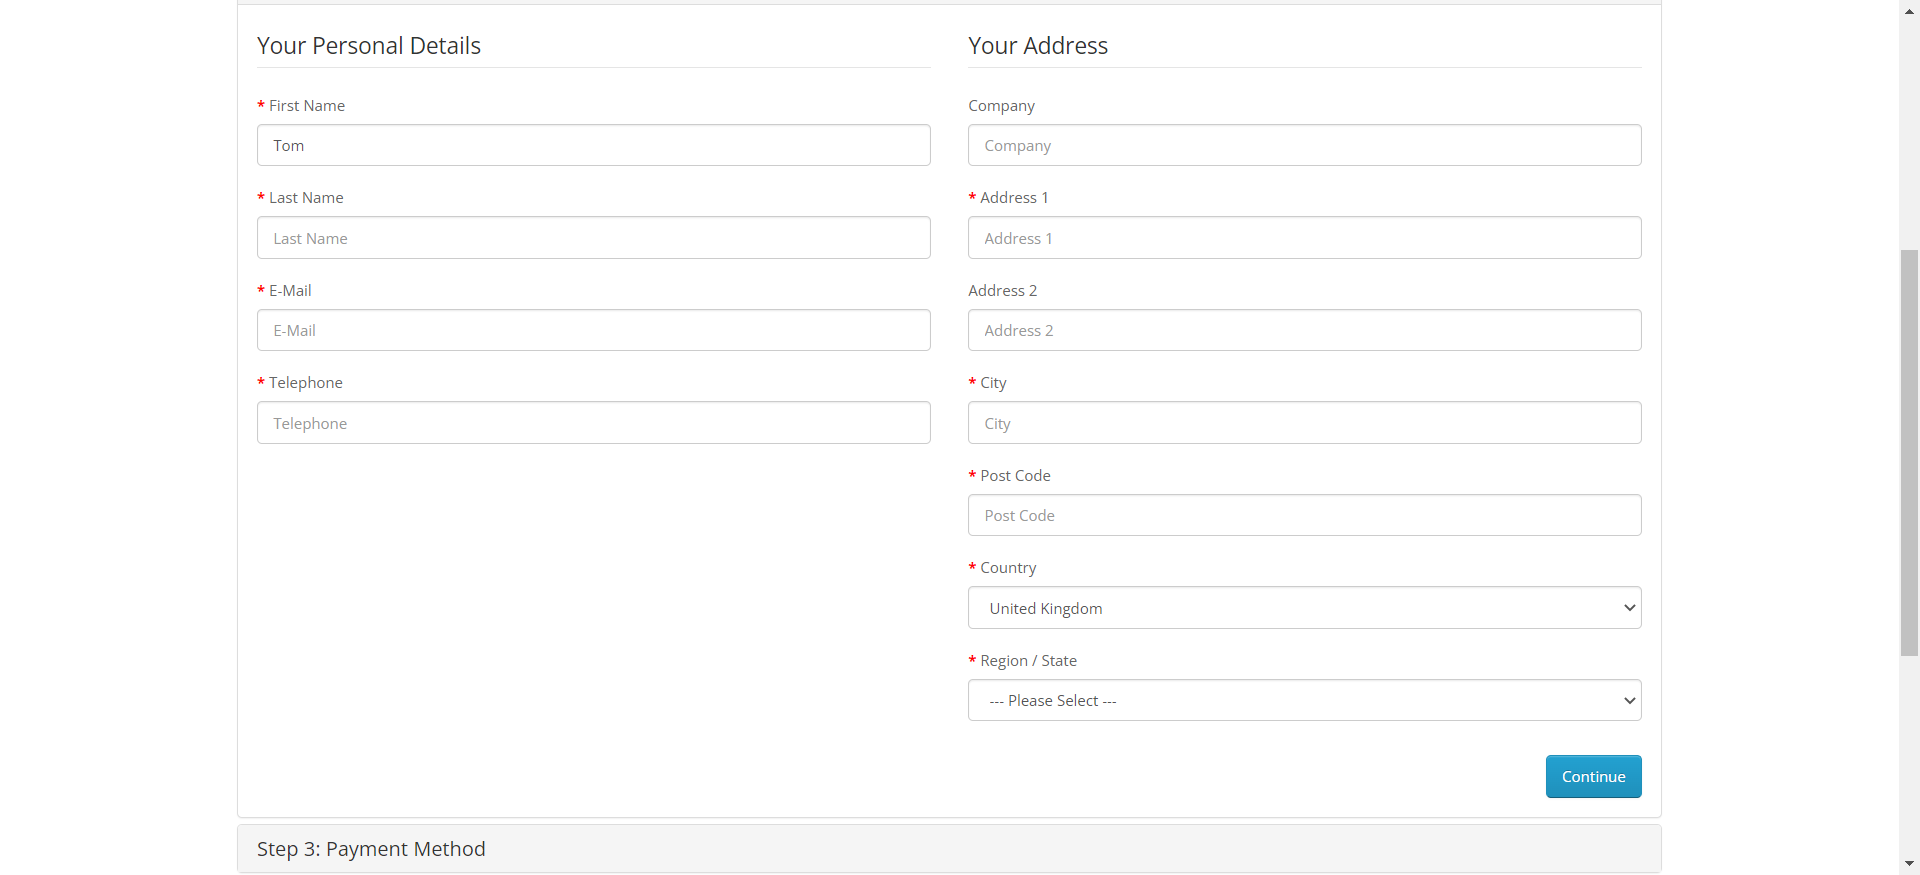 Your Personal Details
* First Name
Tom
* Last Name
Last Name
* E-Mail
E-Mail
* Telephone
Telephone
Your Address
Company
Company
* Address 1
Address 1
Address 2
Address 2
* City
City
* Post Code
Post Code
* Country
United Kingdom
* Region / State
--- Please Select ---
Continue
Step 3: Payment Method